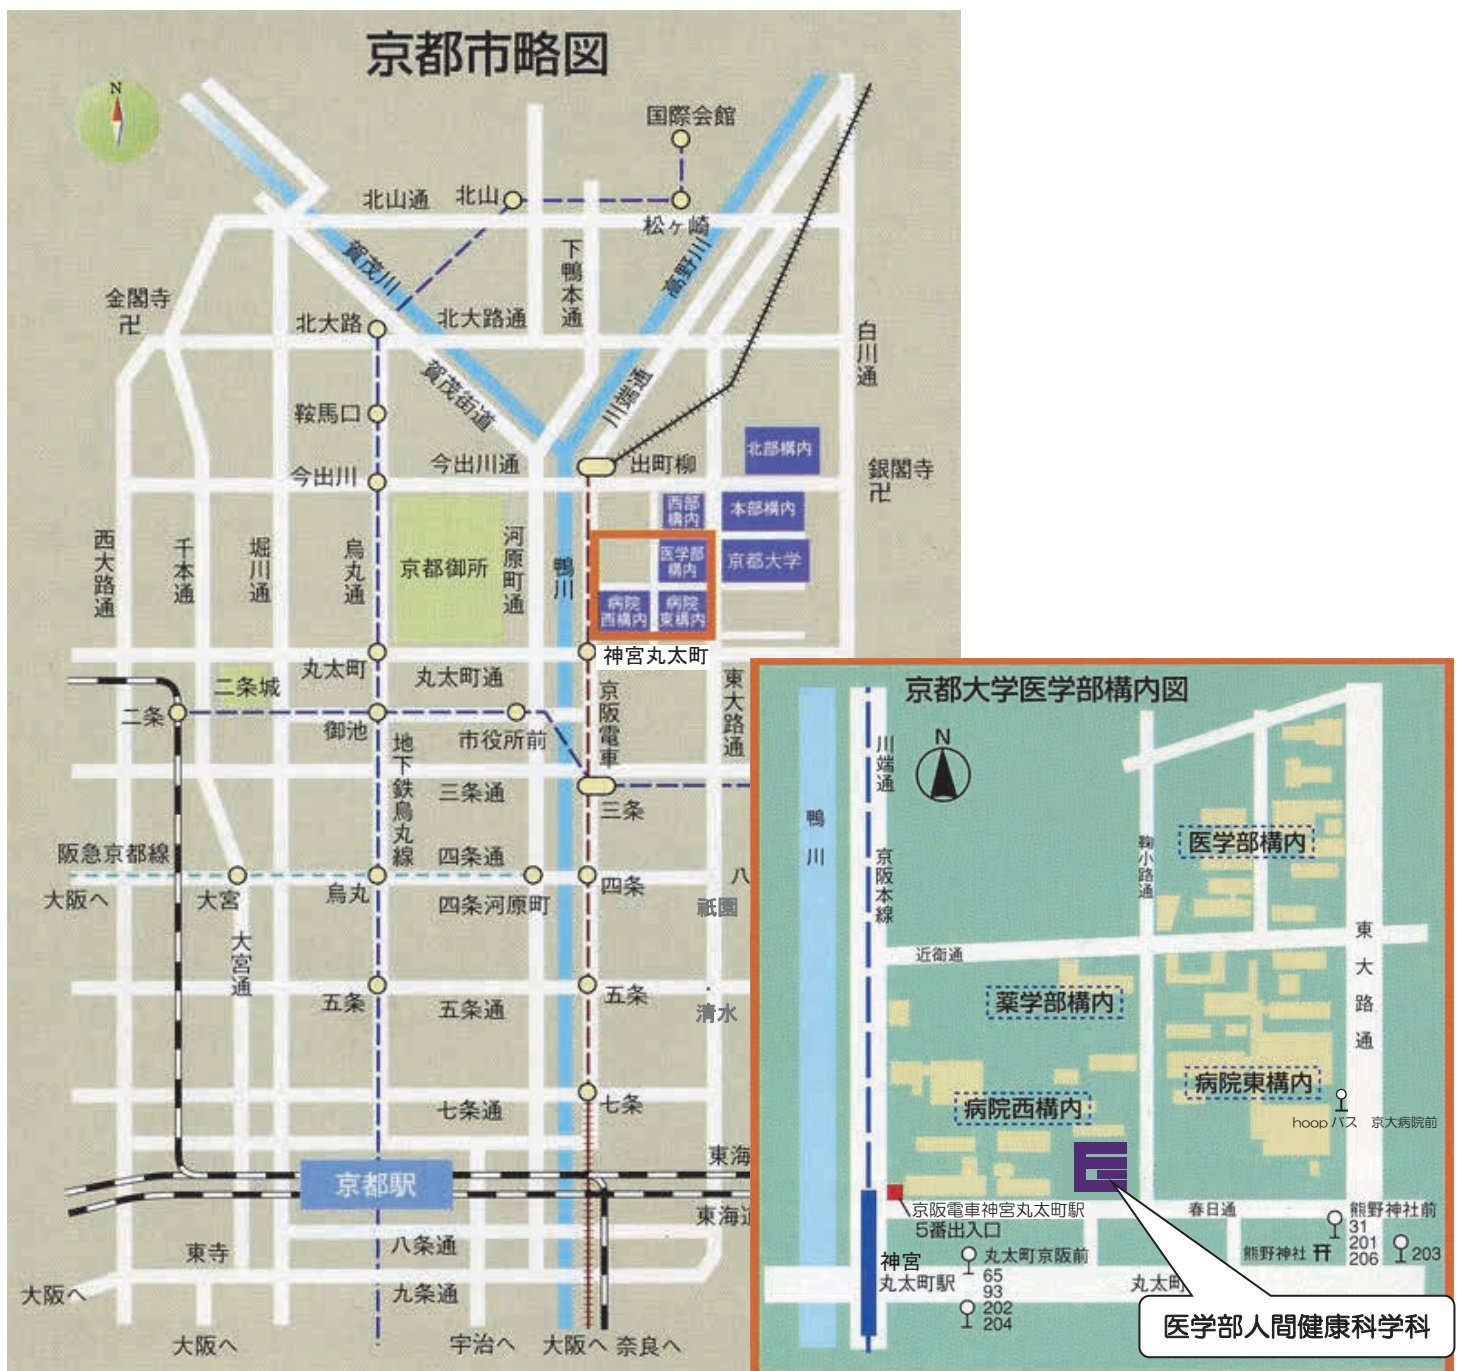 京都市略図
N
国際会館
北山通
北山
松ヶ崎
賀茂川
高野川
下鴨本通
金閣寺
卍
北大路
北大路通
白川通
賀茂街道
川端通
鞍馬口
北部構内
今出川
今出川通
出町柳
銀閣寺
卍
西部
構内
本部構内
西大路通
千本通
堀川通
烏丸通
京都御所
河原町通
鴨川
医学部
構内
京都大学
病院
西構内
病院
東構内
丸太町
丸太町通
神宮丸太町
二条城
京阪電車
東大路通
二条
御池
市役所前
地下鉄烏丸線
三条通
三条
阪急京都線
四条通
大阪へ
大宮
烏丸
四条河原町
四条
八
祇園
大宮通
五条
五条通
五条
清水
七条通
七条
京都駅
東海
東海道
東寺
八条通
大阪へ
九条通
大阪へ
宇治へ
大阪へ
奈良へ
京都大学医学部構内図
N
川端通
鴨川
京阪本線
鞠小路通
医学部構内
近衛通
東大路通
薬学部構内
病院東構内
病院西構内
hoopバス 京大病院前
京阪電車神宮丸太町駅
5番出入口
春日通
熊野神社前
31
201
206
203
熊野神社
神宮
丸太町駅
丸太町京阪前
65
93
202
204
丸太町
医学部人間健康科学科